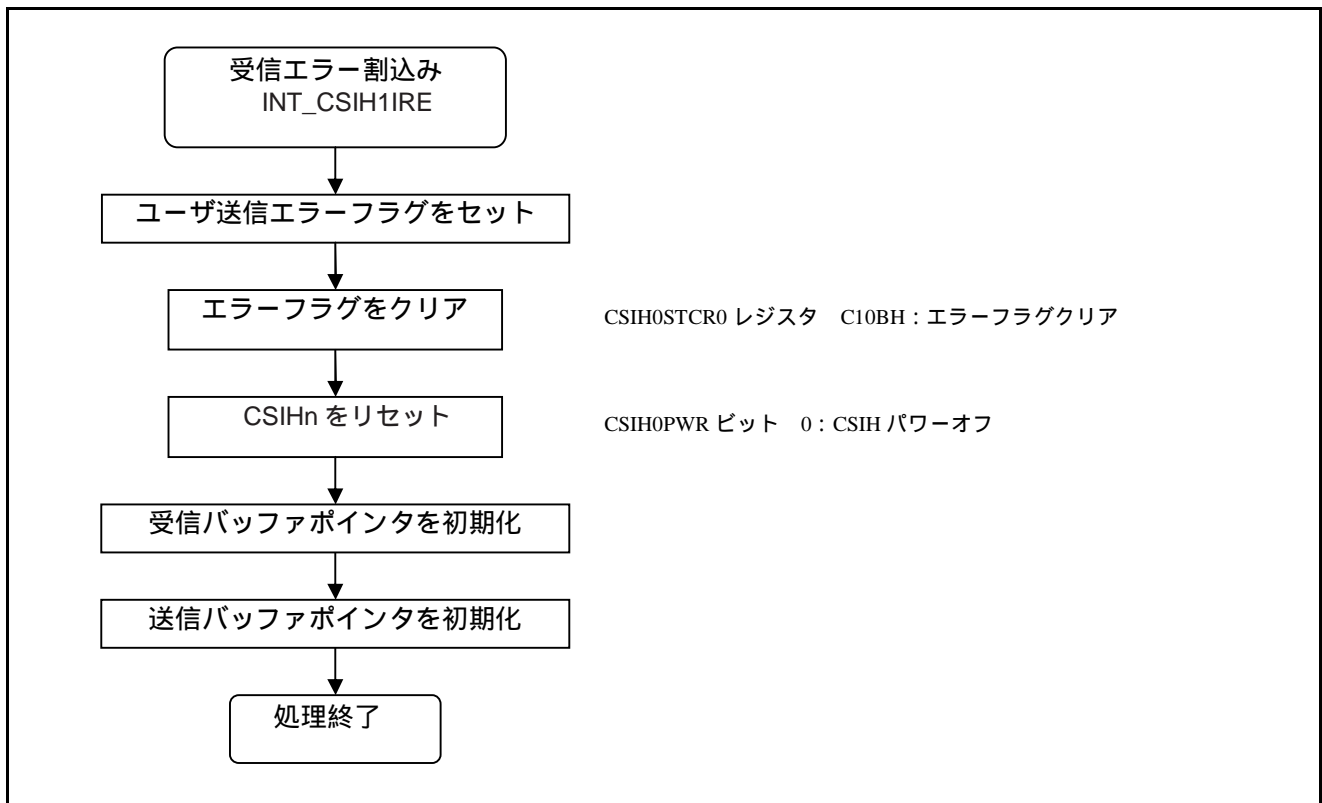 受信エラー割込み
INT_CSIH1IRE
ユーザ送信エラーフラグをセット
エラーフラグをクリア
CSIH0STCR0 レジスタ　C10BH：エラーフラグクリア
CSIHn をリセット
CSIH0PWR ビット　0：CSIH パワーオフ
受信バッファポインタを初期化
送信バッファポインタを初期化
処理終了